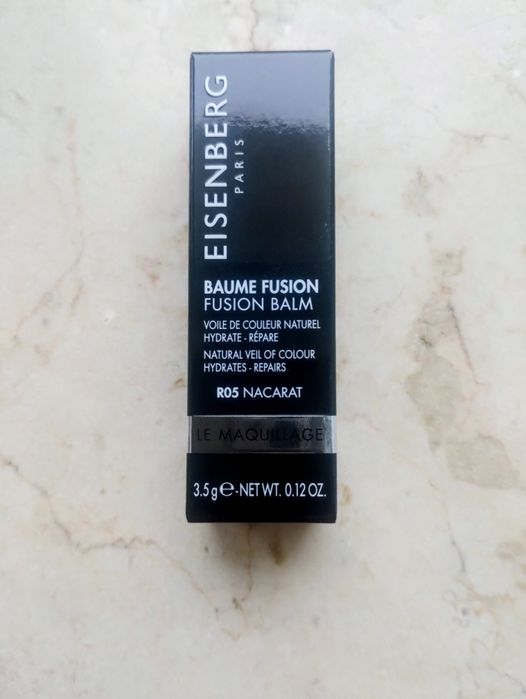 EISENBERG
PARIS
BAUME FUSION
FUSION BALM
VOILE DE COULEUR NATUREL
HYDRATE - RÉPARE
NATURAL VEIL OF COLOUR
HYDRATES - REPAIRS
R05 NACARAT
LE MAQUILLAGE
3.5 g ℮ - NET WT. 0.12 OZ.